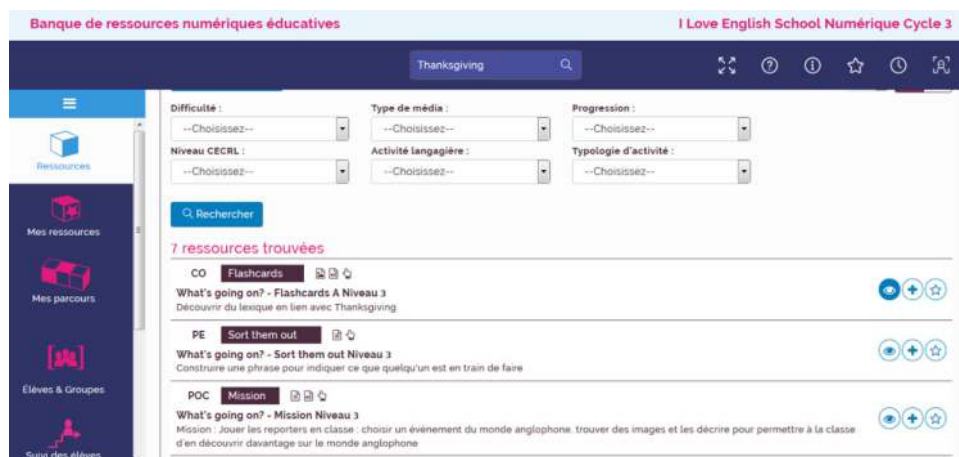 Banque de ressources numériques éducatives
I Love English School Numérique Cycle 3
Thanksgiving
Difficulté :
Type de média :
Progression :
--Choisissez--
--Choisissez--
--Choisissez--
Niveau CECRL :
Activité langagière :
Typologie d'activité :
--Choisissez--
--Choisissez--
--Choisissez--
Ressources
Mes ressources
Mes parcours
Élèves & Groupes
Suivi des élèves
Rechercher
7 ressources trouvées
CO Flashcards
What's going on? - Flashcards A Niveau 3
Découvrir du lexique en lien avec Thanksgiving
PE Sort them out
What's going on? - Sort them out Niveau 3
Construire une phrase pour indiquer ce que quelqu'un est en train de faire
POC Mission
What's going on? - Mission Niveau 3
Mission : Jouer les reporters en classe : choisir un évènement du monde anglophone, trouver des images et les décrire pour permettre à la classe
d'en découvrir davantage sur le monde anglophone